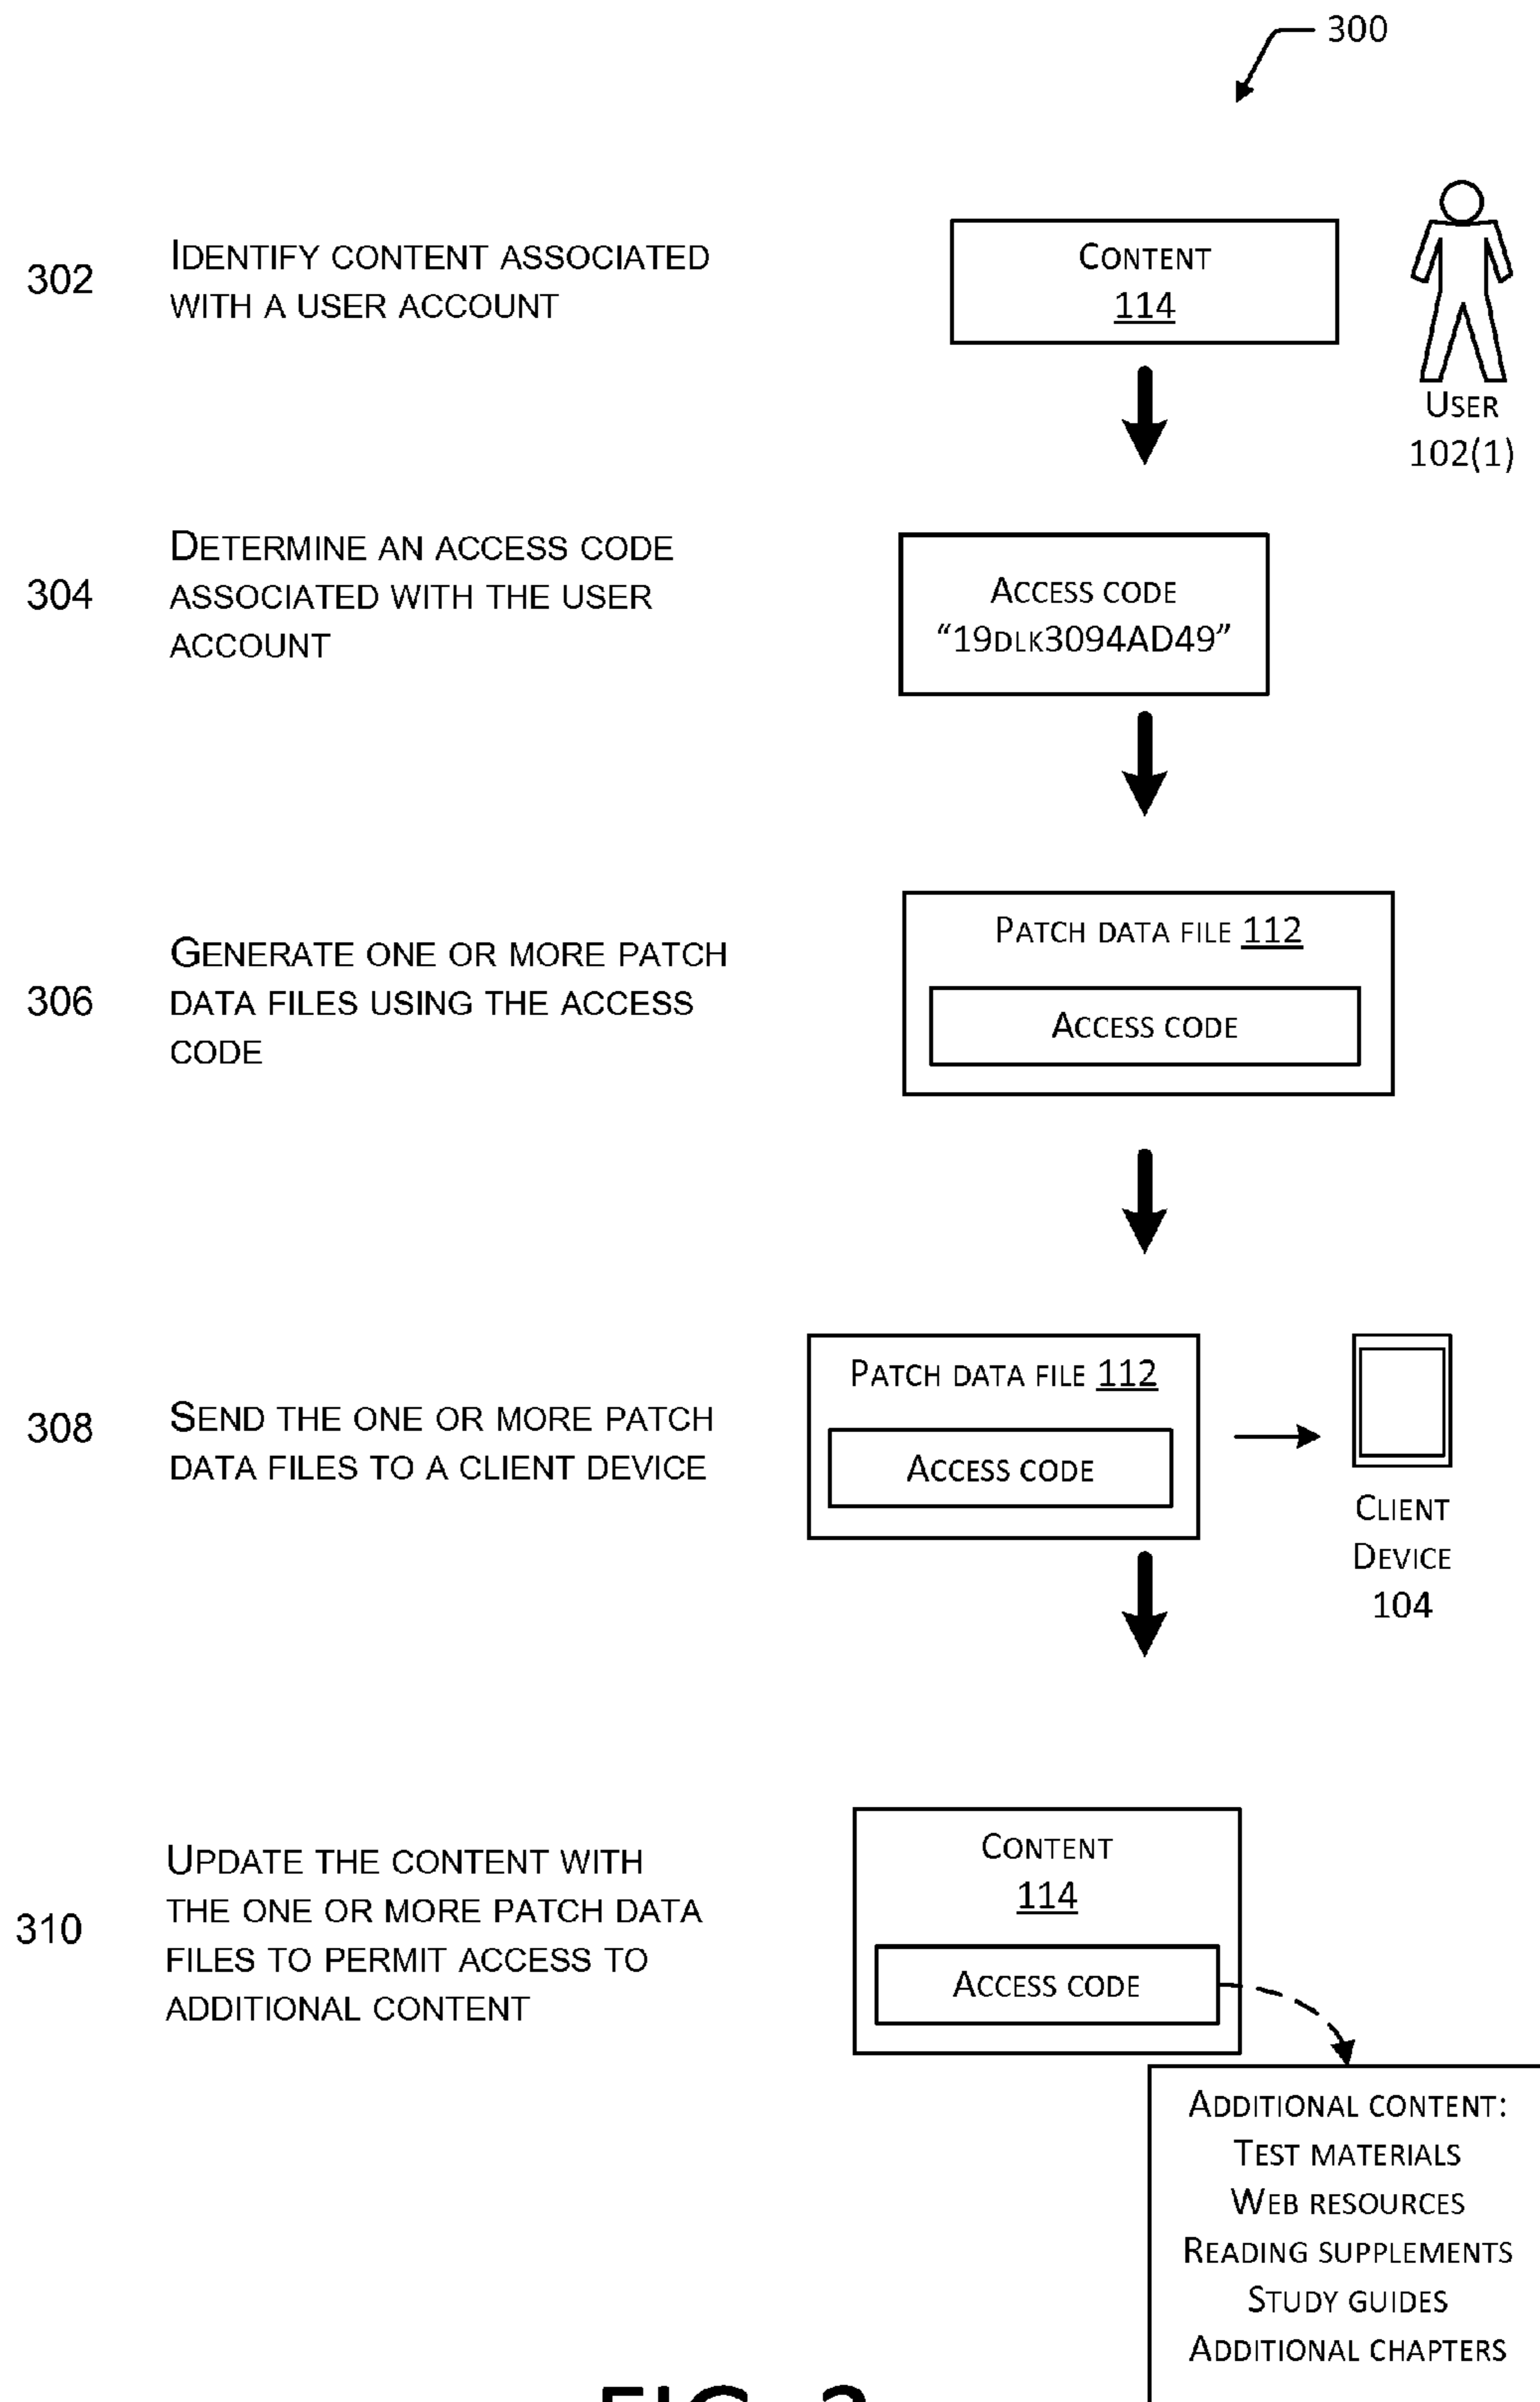 300
302
IDENTIFY CONTENT ASSOCIATED
WITH A USER ACCOUNT
CONTENT
114
USER
102(1)
304
DETERMINE AN ACCESS CODE
ASSOCIATED WITH THE USER
ACCOUNT
ACCESS CODE
“19DLK3094AD49”
306
GENERATE ONE OR MORE PATCH
DATA FILES USING THE ACCESS
CODE
PATCH DATA FILE 112
ACCESS CODE
308
SEND THE ONE OR MORE PATCH
DATA FILES TO A CLIENT DEVICE
PATCH DATA FILE 112
ACCESS CODE
CLIENT
DEVICE
104
310
UPDATE THE CONTENT WITH
THE ONE OR MORE PATCH DATA
FILES TO PERMIT ACCESS TO
ADDITIONAL CONTENT
CONTENT
114
ACCESS CODE
ADDITIONAL CONTENT:
TEST MATERIALS
WEB RESOURCES
READING SUPPLEMENTS
STUDY GUIDES
ADDITIONAL CHAPTERS
FIG.